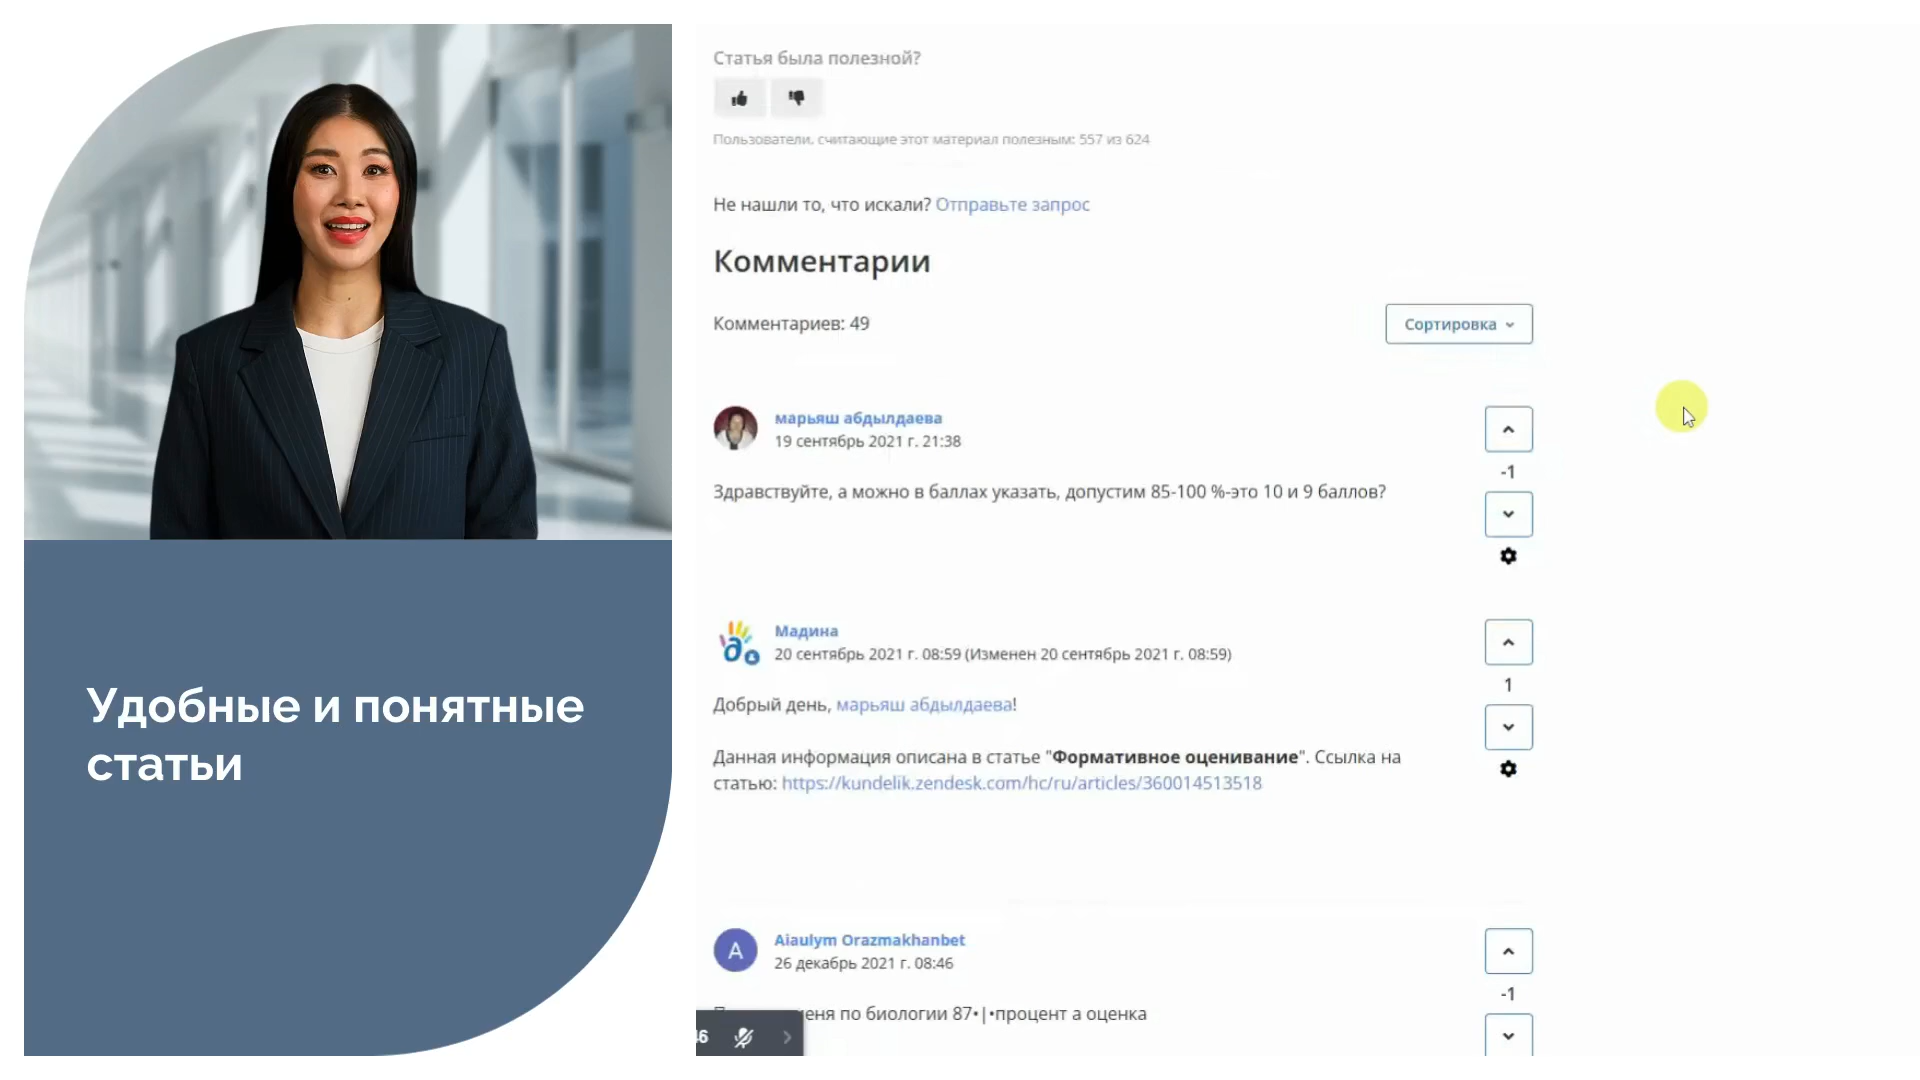 Удобные и понятные
статьи
Статья была полезной?
Пользователи, считающие этот материал полезным: 557 из 624
Не нашли то, что искали? Отправьте запрос
Комментарии
Комментариев: 49
Сортировка
марьяш абдылдаева
19 сентябрь 2021 г. 21:38
-1
Здравствуйте, а можно в баллах указать, допустим 85-100 %-это 10 и 9 баллов?
Мадина
20 сентябрь 2021 г. 08:59 (Изменен 20 сентябрь 2021 г. 08:59)
1
Добрый день, марьяш абдылдаева!
Данная информация описана в статье "Формативное оценивание". Ссылка на
статью: https://kundelik.zendesk.com/hc/ru/articles/360014513518
A
Aiaulym Orazmakhanbet
26 декабрь 2021 г. 08:46
-1
по биологии 87•|•процент а оценка